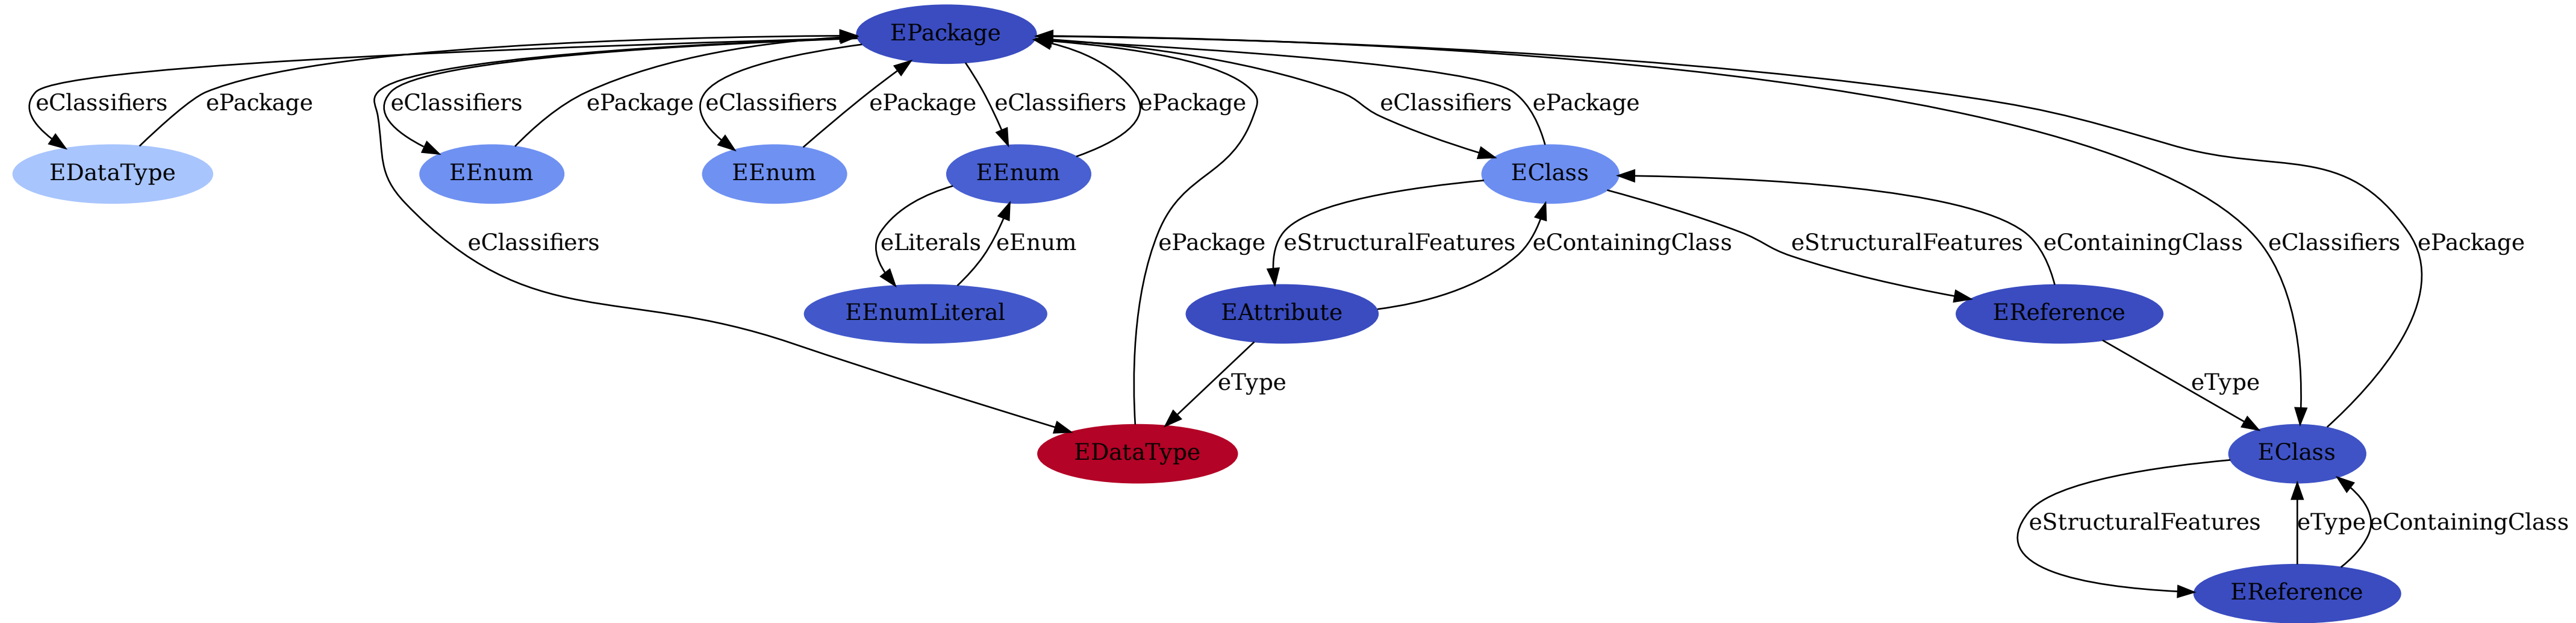 EPackage
eClassifiers
ePackage
eClassifiers
ePackage
eClassifiers
ePackage
eClassifiers
ePackage
eClassifiers
ePackage
EDataType
EEnum
EEnum
EEnum
EClass
eClassifiers
eLiterals
eEnum
ePackage
eStructuralFeatures
eContainingClass
eStructuralFeatures
eContainingClass
eClassifiers
ePackage
EEnumLiteral
EAttribute
EReference
eType
eType
EDataType
EClass
eStructuralFeatures
eType
eContainingClass
EReference